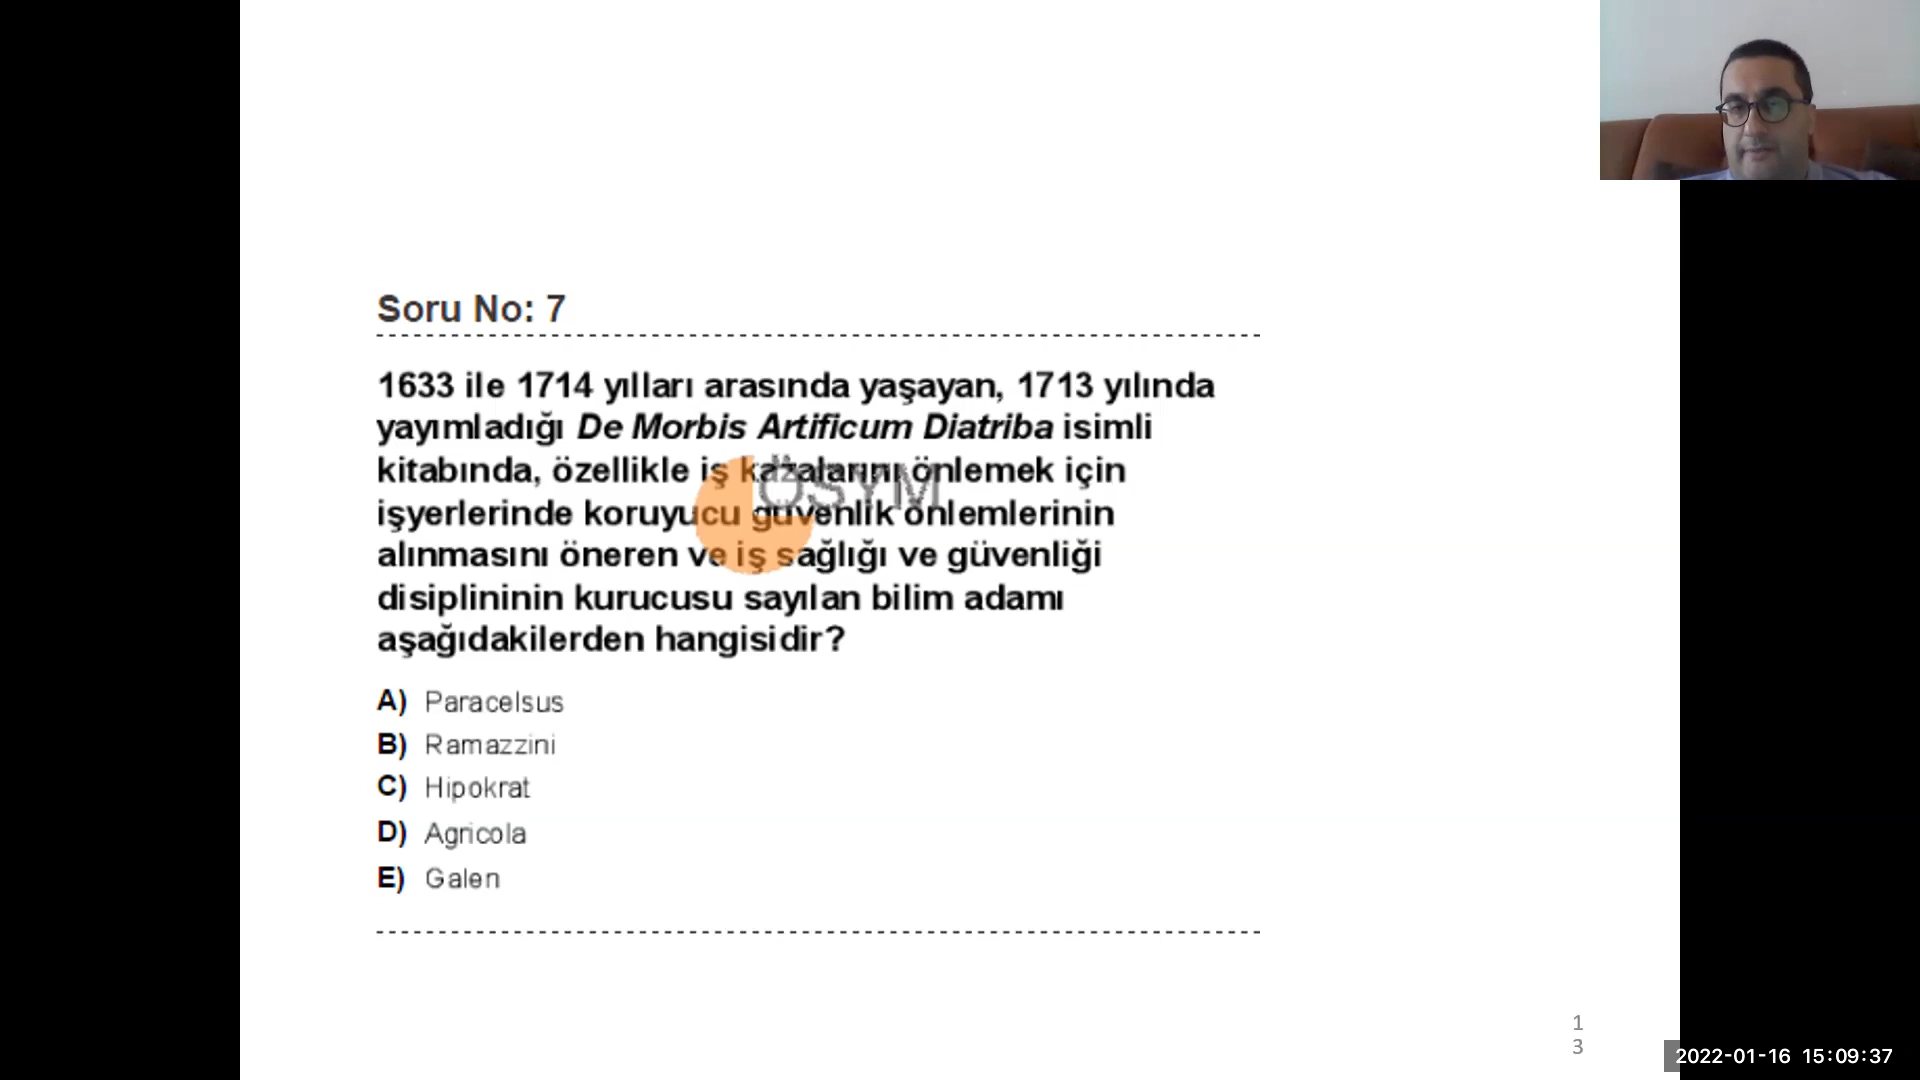 Soru No: 7
1633 ile 1714 yılları arasında yaşayan, 1713 yılında
yayımladığı De Morbis Artificum Diatriba isimli
kitabında, özellikle iş kazalarını önlemek için
işyerlerinde koruyucu güvenlik önlemlerinin
alınmasını öneren ve iş sağlığı ve güvenliği
disiplininin kurucusu sayılan bilim adamı
aşağıdakilerden hangisidir?
ÖSYM
A) Paracelsus
B) Ramazzini
C) Hipokrat
D) Agricola
E) Galen
1
3
2022-01-16 15:09:37